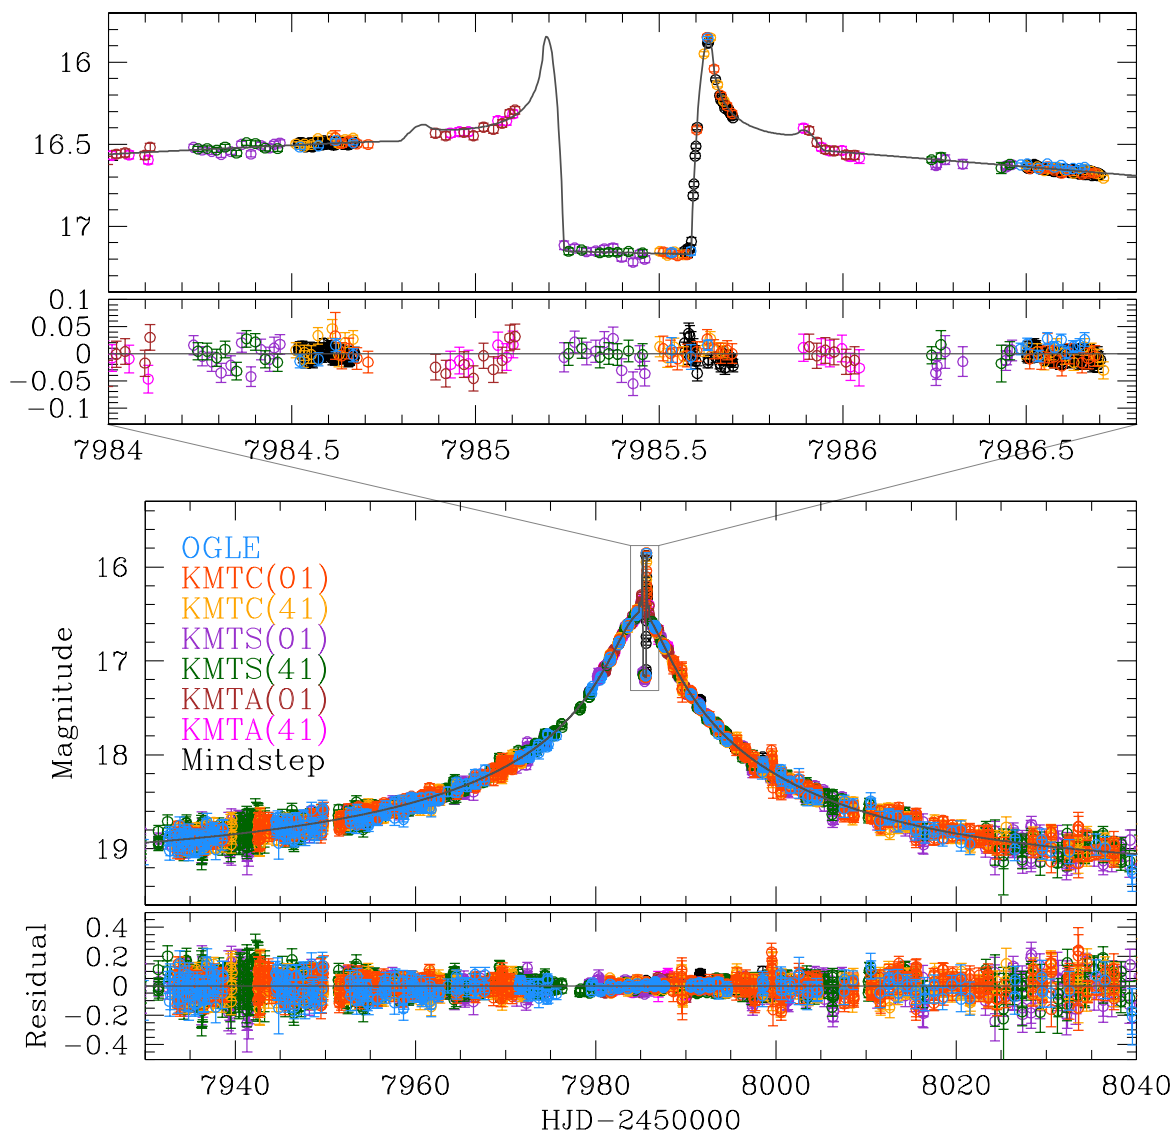 16
16.5
17
0.1
0.05
0
−0.05
−0.1
7984 7984.5 7985 7985.5 7986 7986.5
OGLE
KMTC(01)
KMTC(41)
KMTS(01)
KMTS(41)
KMTA(01)
KMTA(41)
Mindstep
Magnitude
16
17
18
19
Residual
0.4
0.2
0
−0.2
−0.4
7940 7960 7980 8000 8020 8040
HJD−2450000